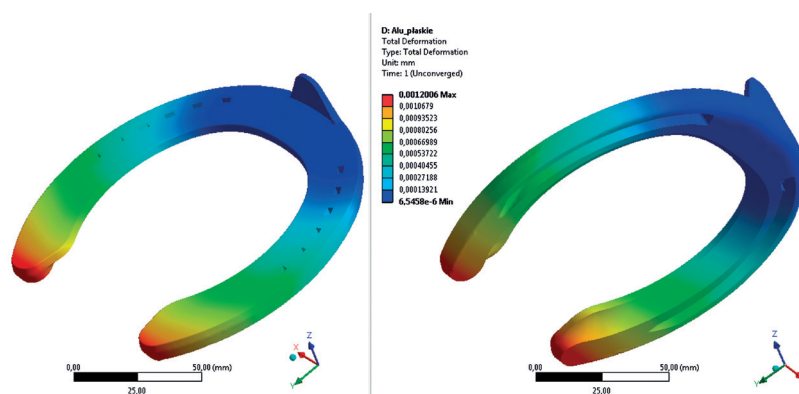 D: Alu_płaskie
Total Deformation
Type: Total Deformation
Unit: mm
Time: 1 (Unconverged)
0,0012006 Max
0,0010679
0,00093523
0,00080256
0,00066989
0,00053722
0,00040455
0,00027188
0,00013921
6,5458e-6 Min
Z
X
Y
0,00 50,00 (mm)
25,00
Z
Y
0,00 50,00 (mm)
25,00